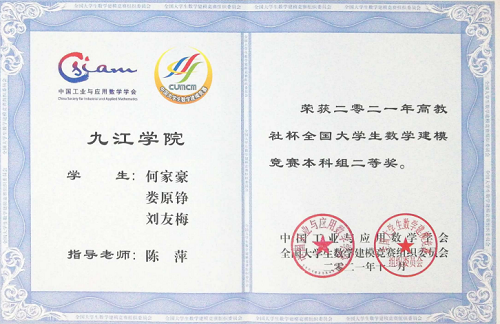 csiam
中国工业与应用数学学会
China Society for Industrial and Applied Mathematics
CUMCM
九江学院
学 生：何家豪
娄原铮
刘友梅
指导老师：陈 萍
荣获二零二一年高教
社杯全国大学生数学建模
竞赛本科组二等奖。
中国工业与应用数学学会
全国大学生数学建模竞赛组织委员会
二零二一年十一月